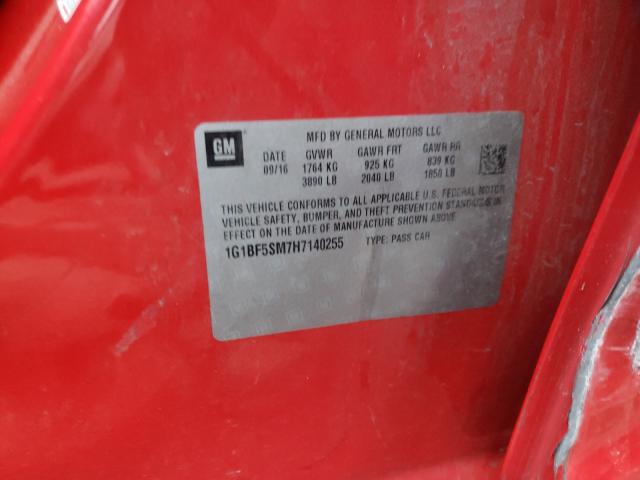 GM
MFD BY GENERAL MOTORS LLC
DATE GVWR GAWR FRT GAWR RR
09/16 1764 KG 925 KG 839 KG
3890 LB 2040 LB 1850 LB
THIS VEHICLE CONFORMS TO ALL APPLICABLE U.S. FEDERAL MOTOR
VEHICLE SAFETY, BUMPER, AND THEFT PREVENTION STANDARDS IN
EFFECT ON THE DATE OF MANUFACTURE SHOWN ABOVE.
1G1BF5SM7H7140255 TYPE: PASS CAR